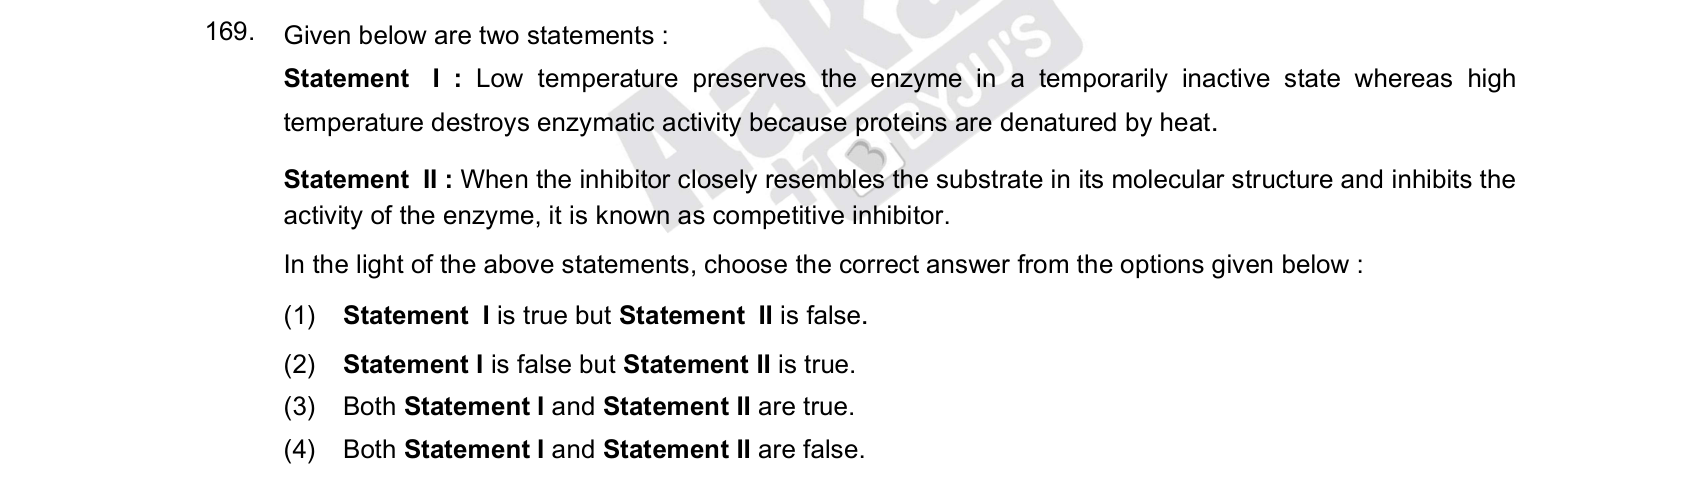 169. Given below are two statements :
Statement I : Low temperature preserves the enzyme in a temporarily inactive state whereas high
temperature destroys enzymatic activity because proteins are denatured by heat.
Statement II : When the inhibitor closely resembles the substrate in its molecular structure and inhibits the
activity of the enzyme, it is known as competitive inhibitor.
In the light of the above statements, choose the correct answer from the options given below :
(1) Statement I is true but Statement II is false.
(2) Statement I is false but Statement II is true.
(3) Both Statement I and Statement II are true.
(4) Both Statement I and Statement II are false.
BYJU'S